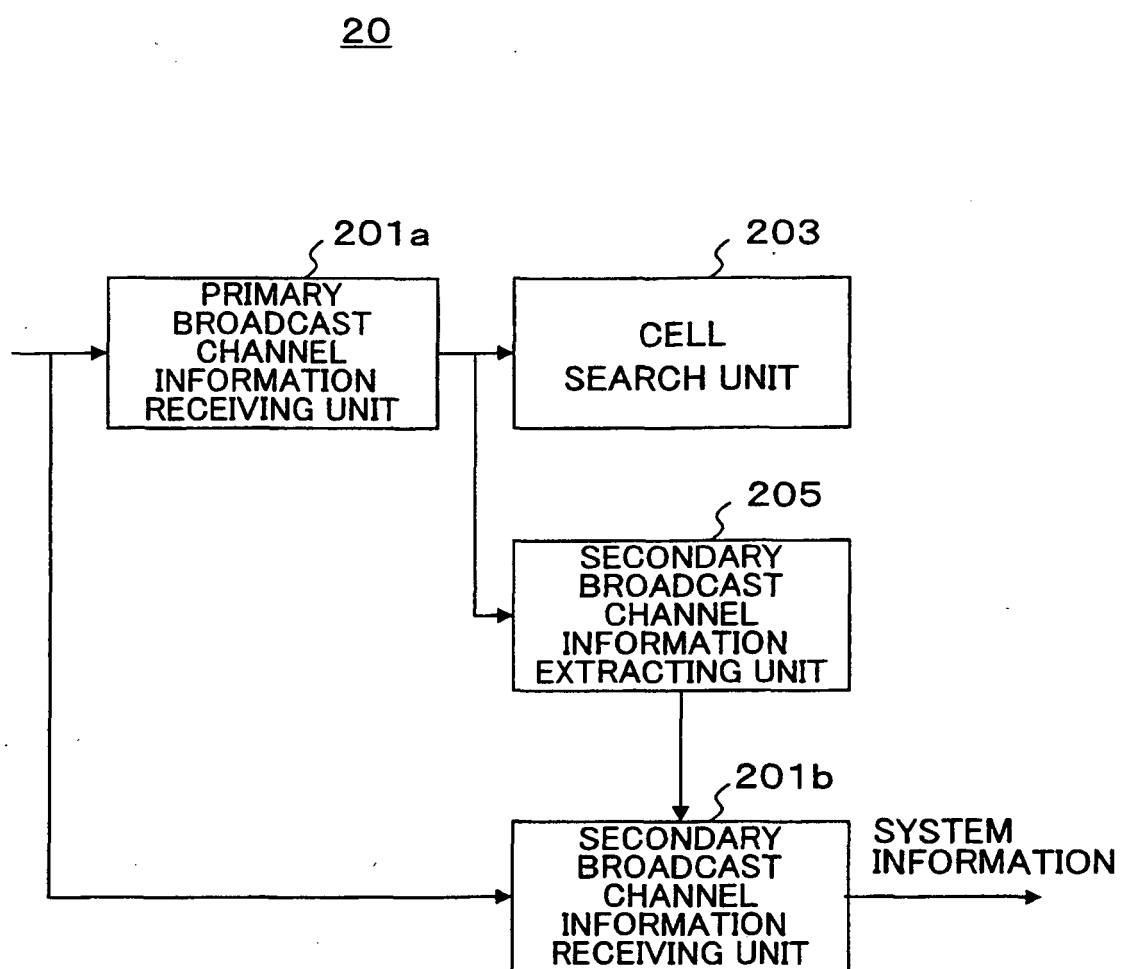 20
201a
203
PRIMARY
BROADCAST
CHANNEL
INFORMATION
RECEIVING UNIT
CELL
SEARCH UNIT
205
SECONDARY
BROADCAST
CHANNEL
INFORMATION
EXTRACTING UNIT
201b
SECONDARY
BROADCAST
CHANNEL
INFORMATION
RECEIVING UNIT
SYSTEM
INFORMATION